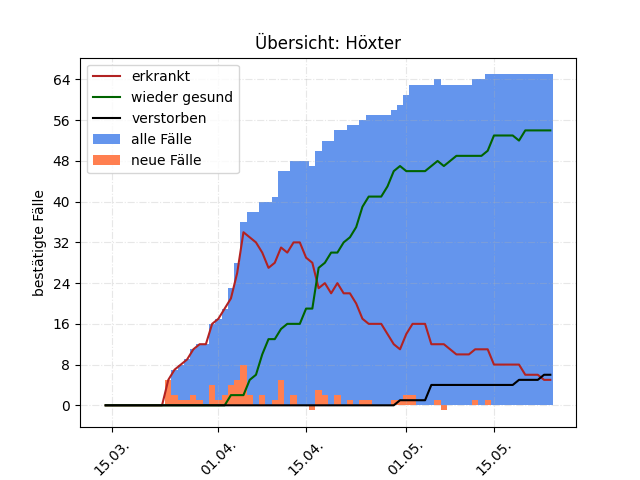 Übersicht: Höxter
erkrankt
wieder gesund
verstorben
alle Fälle
neue Fälle
bestätigte Fälle
64
56
48
40
32
24
16
8
0
15.03.
01.04.
15.04.
01.05.
15.05.